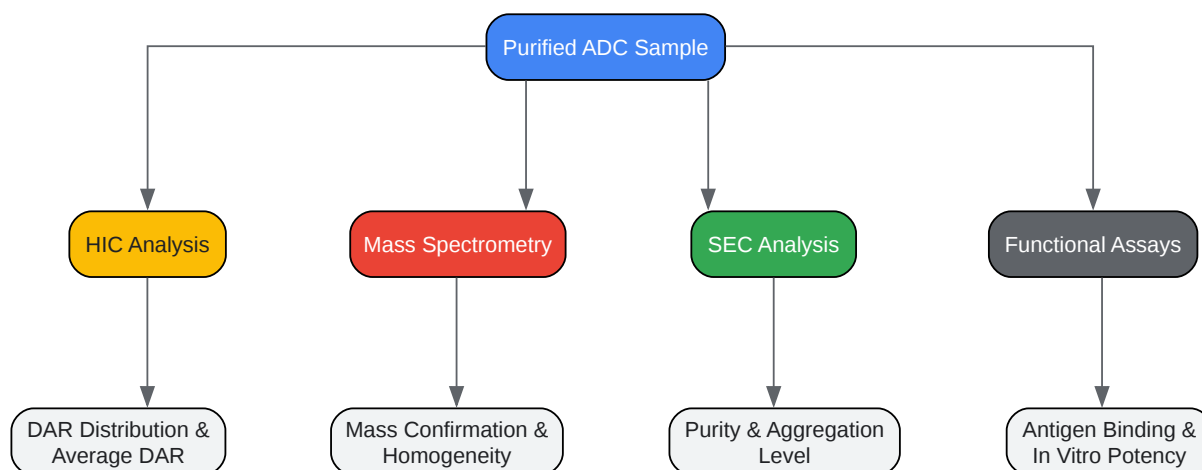 Purified ADC Sample
HIC Analysis
Mass Spectrometry
SEC Analysis
Functional Assays
DAR Distribution &
Average DAR
Mass Confirmation &
Homogeneity
Purity & Aggregation
Level
Antigen Binding &
In Vitro Potency